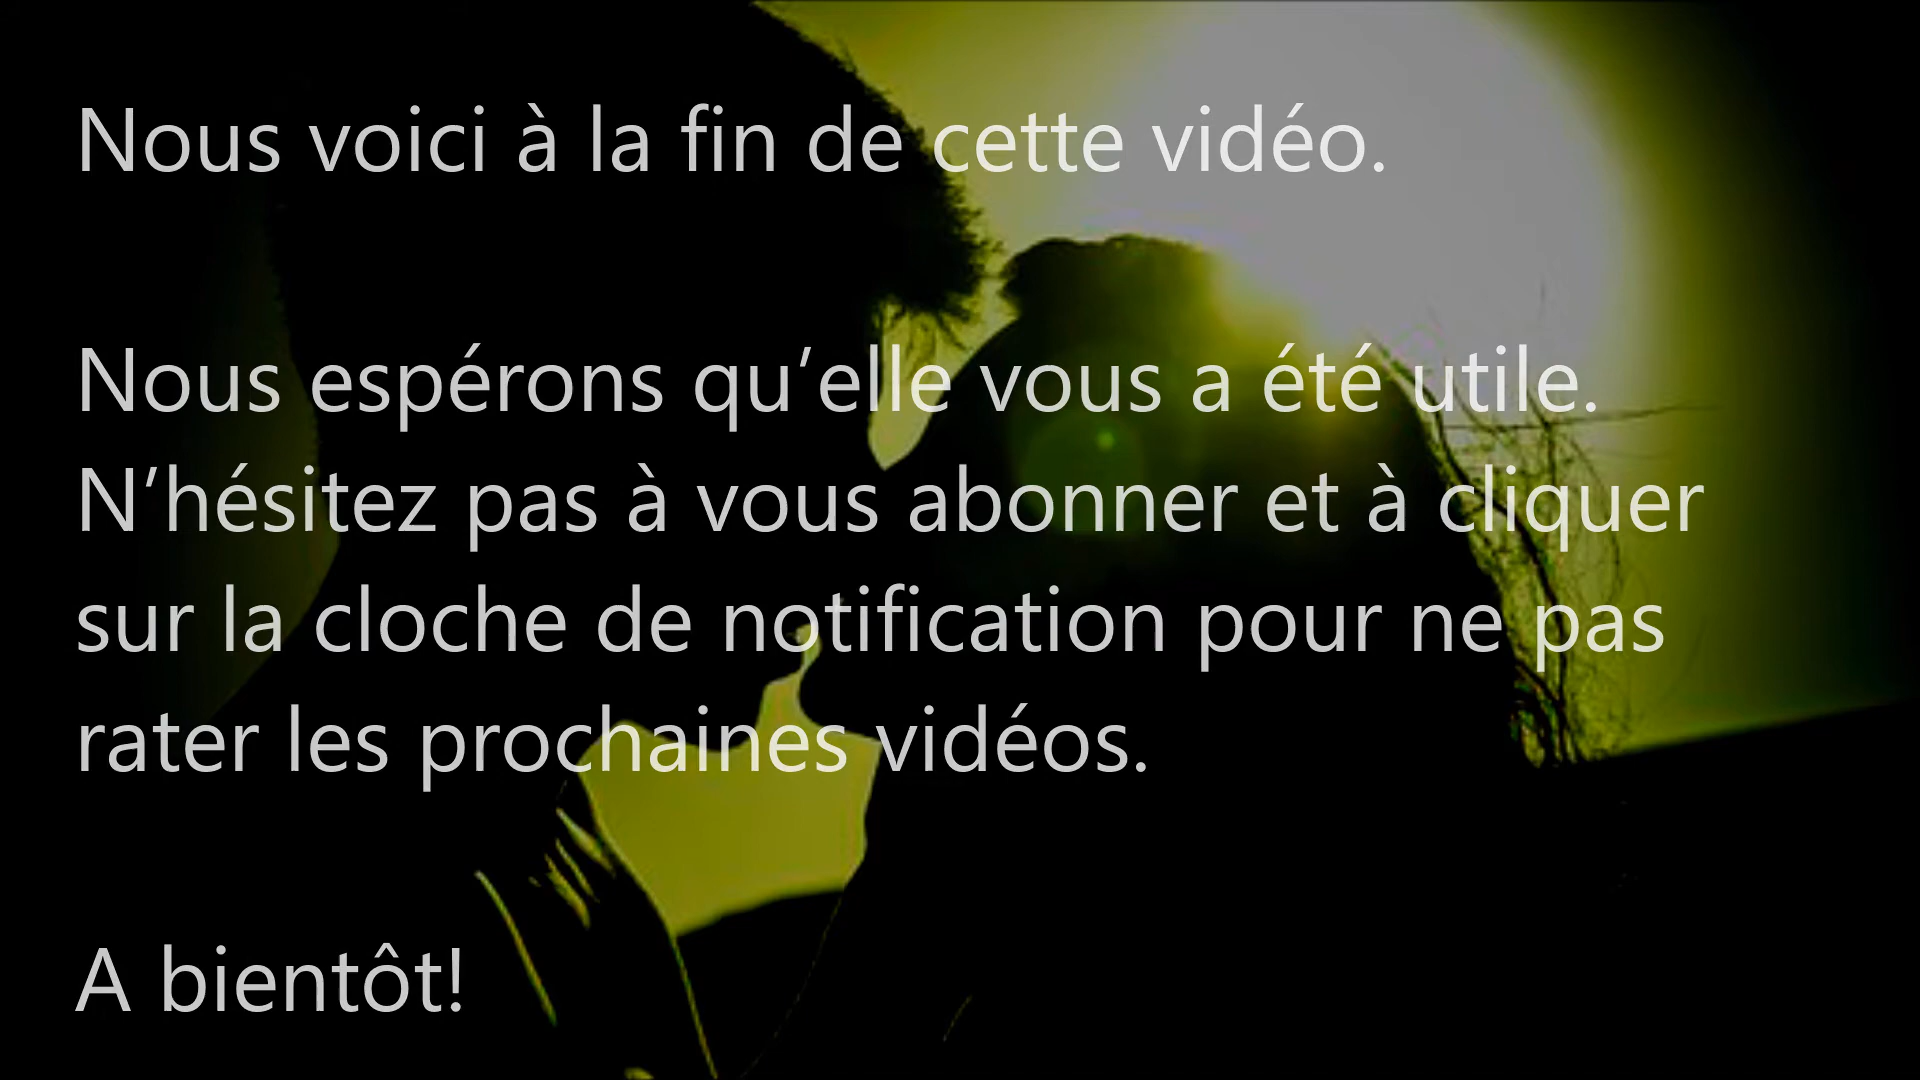 Nous voici à la fin de cette vidéo.
Nous espérons qu’elle vous a été utile.
N’hésitez pas à vous abonner et à cliquer
sur la cloche de notification pour ne pas
rater les prochaines vidéos.
A bientôt!